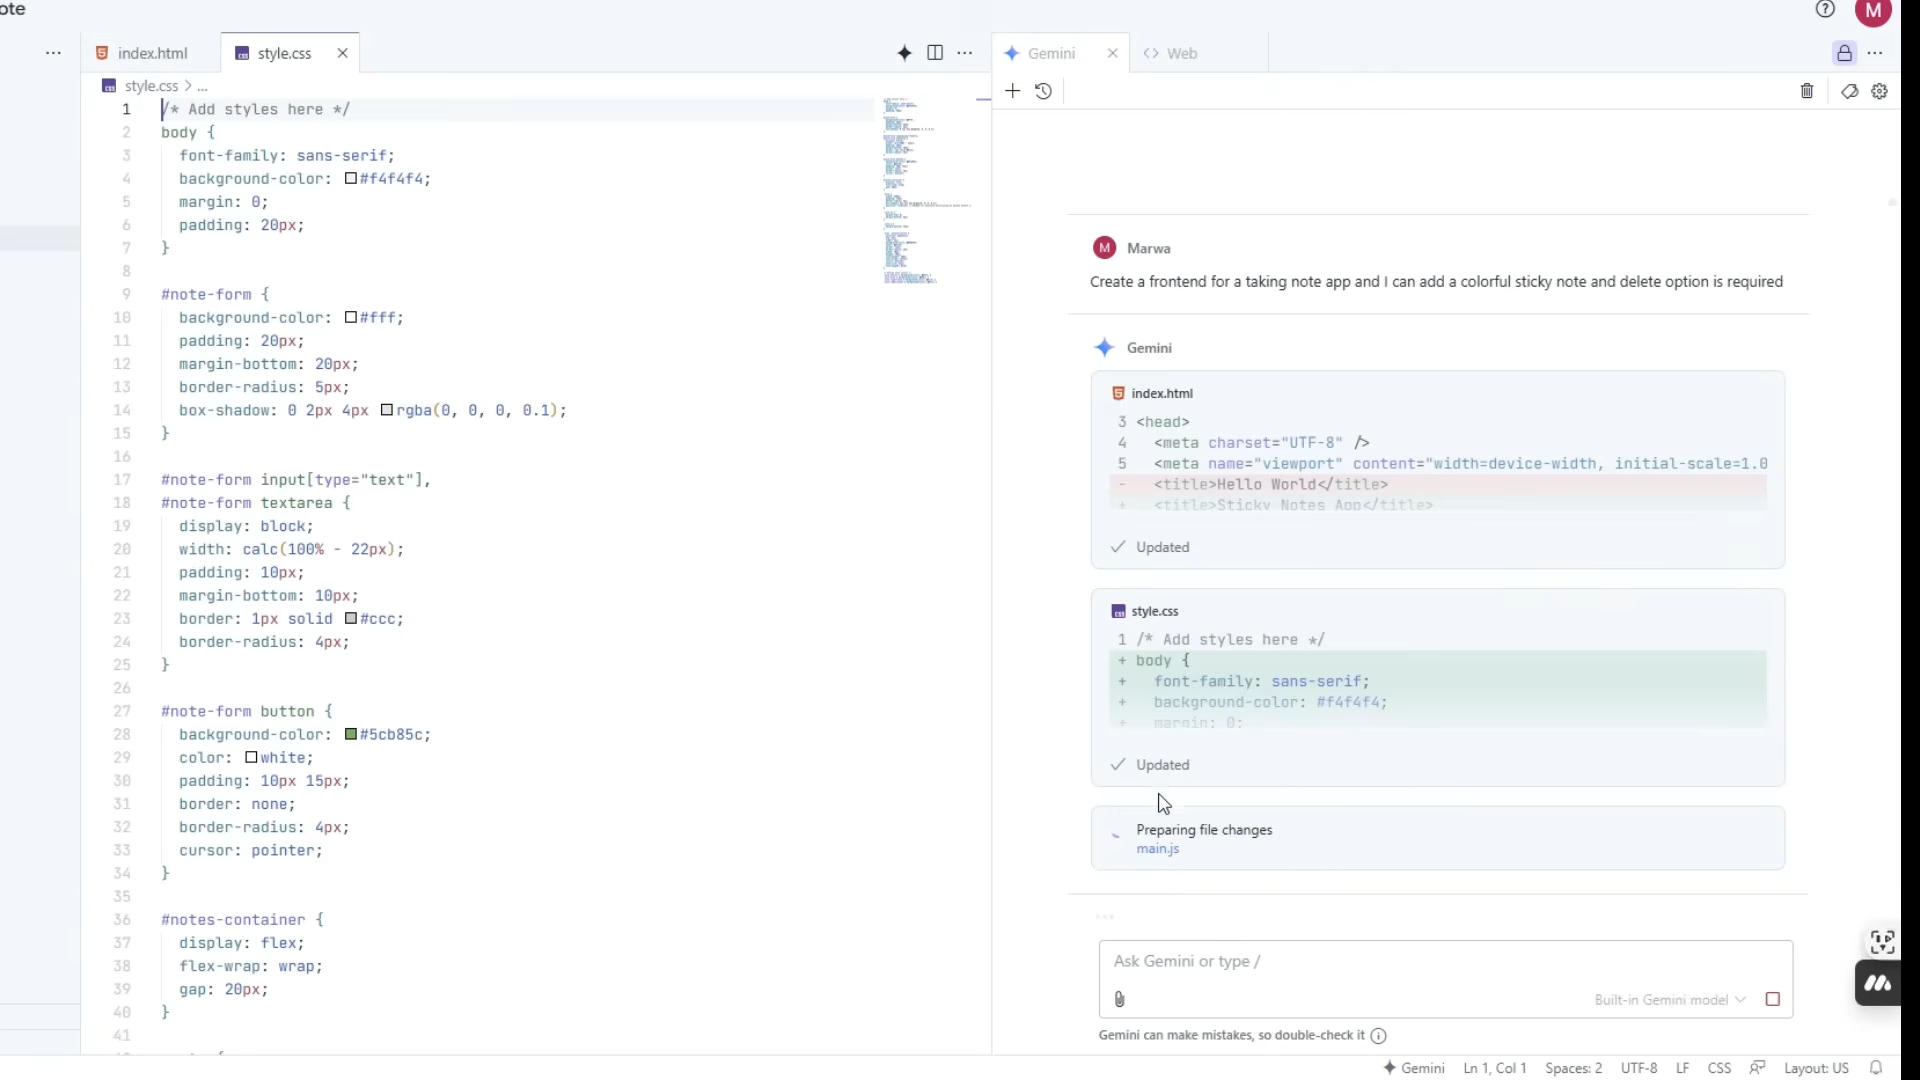 ote
M
index.html
style.css
Gemini
Web
style.css > ...
1 /* Add styles here */
2 body {
3 font-family: sans-serif;
4 background-color: #f4f4f4;
5 margin: 0;
6 padding: 20px;
7 }
8
9 #note-form {
10 background-color: #fff;
11 padding: 20px;
12 margin-bottom: 20px;
13 border-radius: 5px;
14 box-shadow: 0 2px 4px rgba(0, 0, 0, 0.1);
15 }
16
17 #note-form input[type="text"],
18 #note-form textarea {
19 display: block;
20 width: calc(100% - 22px);
21 padding: 10px;
22 margin-bottom: 10px;
23 border: 1px solid #ccc;
24 border-radius: 4px;
25 }
26
27 #note-form button {
28 background-color: #5cb85c;
29 color: white;
30 padding: 10px 15px;
31 border: none;
32 border-radius: 4px;
33 cursor: pointer;
34 }
35
36 #notes-container {
37 display: flex;
38 flex-wrap: wrap;
39 gap: 20px;
40 }
41
M Marwa
Create a frontend for a taking note app and I can add a colorful sticky note and delete option is required
Gemini
index.html
3 <head>
4 <meta charset="UTF-8" />
5 <meta name="viewport" content="width=device-width, initial-scale=1.0
- <title>Hello World</title>
+ <title>Sticky Notes App</title>
Updated
style.css
1 /* Add styles here */
+ body {
+ font-family: sans-serif;
+ background-color: #f4f4f4;
+ margin: 0;
Updated
Preparing file changes
main.js
Ask Gemini or type /
Built-in Gemini model
Gemini can make mistakes, so double-check it
Gemini Ln 1, Col 1 Spaces: 2 UTF-8 LF CSS Layout: US